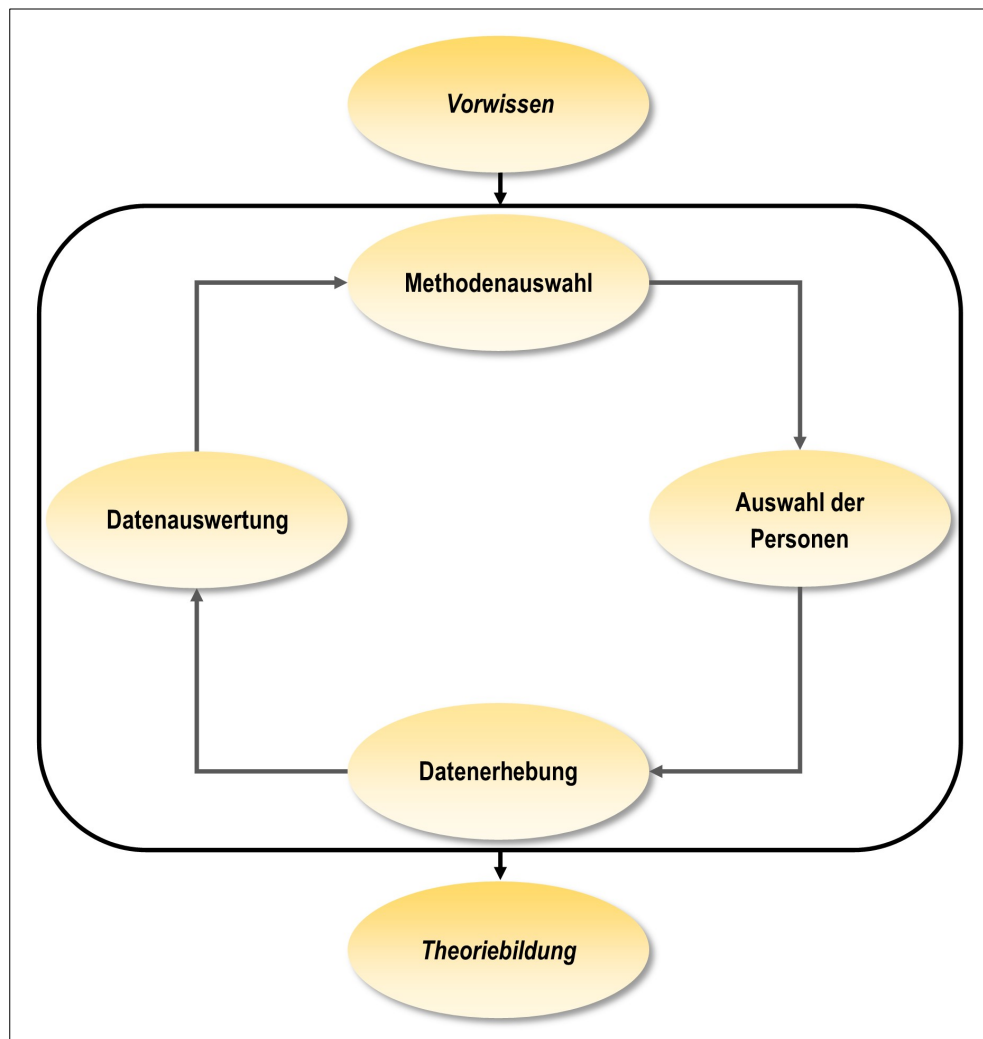 Vorwissen
Methodenauswahl
Datenauswertung
Auswahl der
Personen
Datenerhebung
Theoriebildung